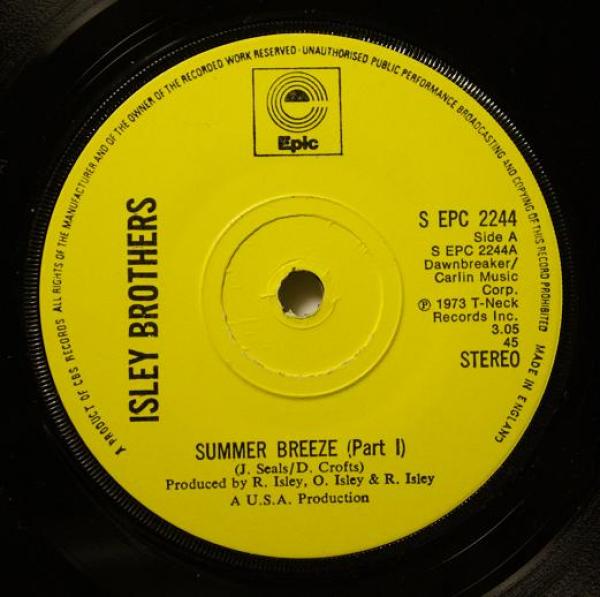 A PRODUCT OF CBS RECORDS ALL RIGHTS OF THE MANUFACTURER AND OF THE OWNER OF THE RECORDED WORK RESERVED · UNAUTHORISED PUBLIC PERFORMANCE BROADCASTING AND COPYING OF THIS RECORD PROHIBITED MADE IN ENGLAND
Epic
ISLEY BROTHERS
S EPC 2244
Side A
S EPC 2244A
Dawnbreaker/
Carlin Music
Corp.
℗ 1973 T-Neck
Records Inc.
3.05
45
STEREO
SUMMER BREEZE (Part I)
(J. Seals/D. Crofts)
Produced by R. Isley, O. Isley & R. Isley
A U.S.A. Production